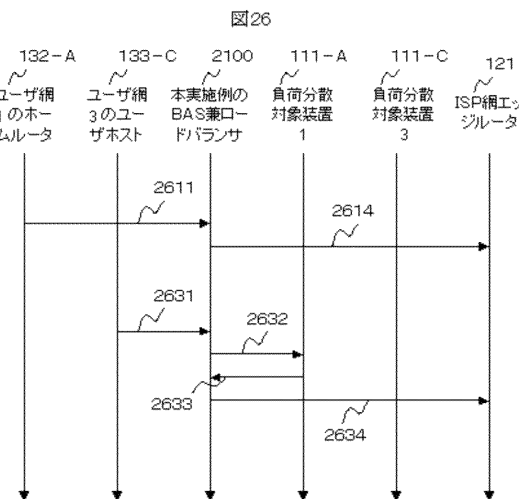 図26
132-A
133-C
2100
111-A
111-C
121
ユーザ網
のホー
ムルータ
ユーザ網
3のユー
ザホスト
本実施例の
BAS兼ロー
ドバランサ
負荷分散
対象装置
1
負荷分散
対象装置
3
ISP網エッ
ジルータ
2611
2614
2631
2632
2633
2634